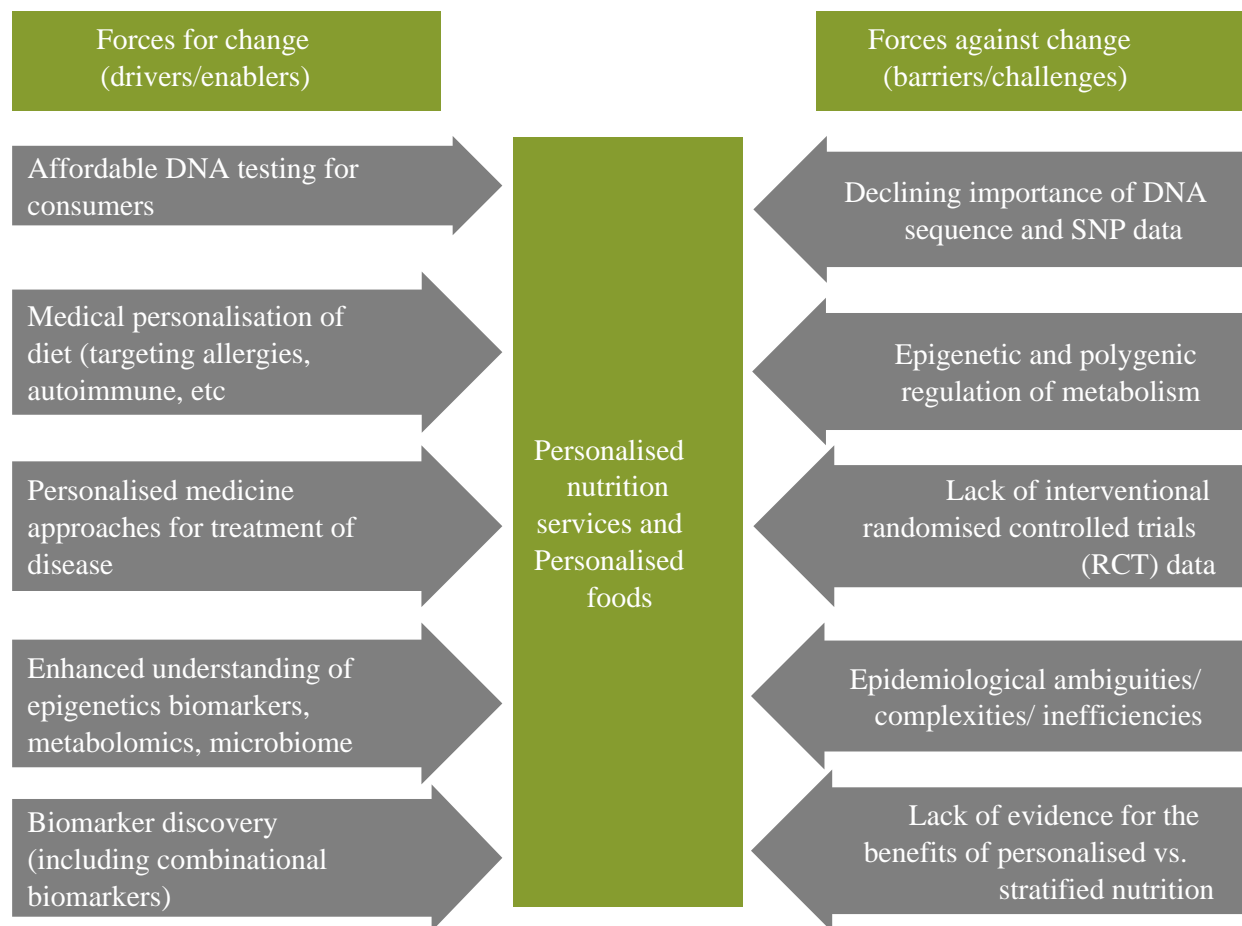 Forces for change
(drivers/enablers)
Forces against change
(barriers/challenges)
Affordable DNA testing for
consumers
Medical personalisation of
diet (targeting allergies,
autoimmune, etc
Personalised medicine
approaches for treatment of
disease
Enhanced understanding of
epigenetics biomarkers,
metabolomics, microbiome
Biomarker discovery
(including combinational
biomarkers)
Personalised
nutrition
services and
Personalised
foods
Declining importance of DNA
sequence and SNP data
Epigenetic and polygenic
regulation of metabolism
Lack of interventional
randomised controlled trials
(RCT) data
Epidemiological ambiguities/
complexities/ inefficiencies
Lack of evidence for the
benefits of personalised vs.
stratified nutrition